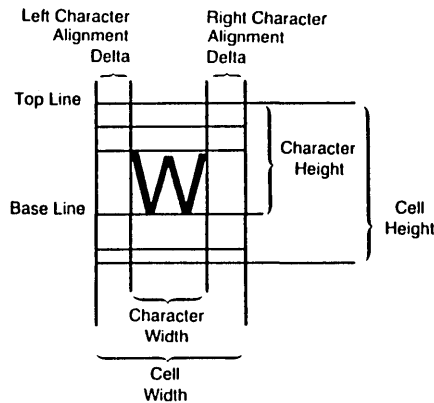 Left Character
Alignment
Delta
Right Character
Alignment
Delta
Top Line
Character
Height
W
Base Line
Cell
Height
Character
Width
Cell
Width